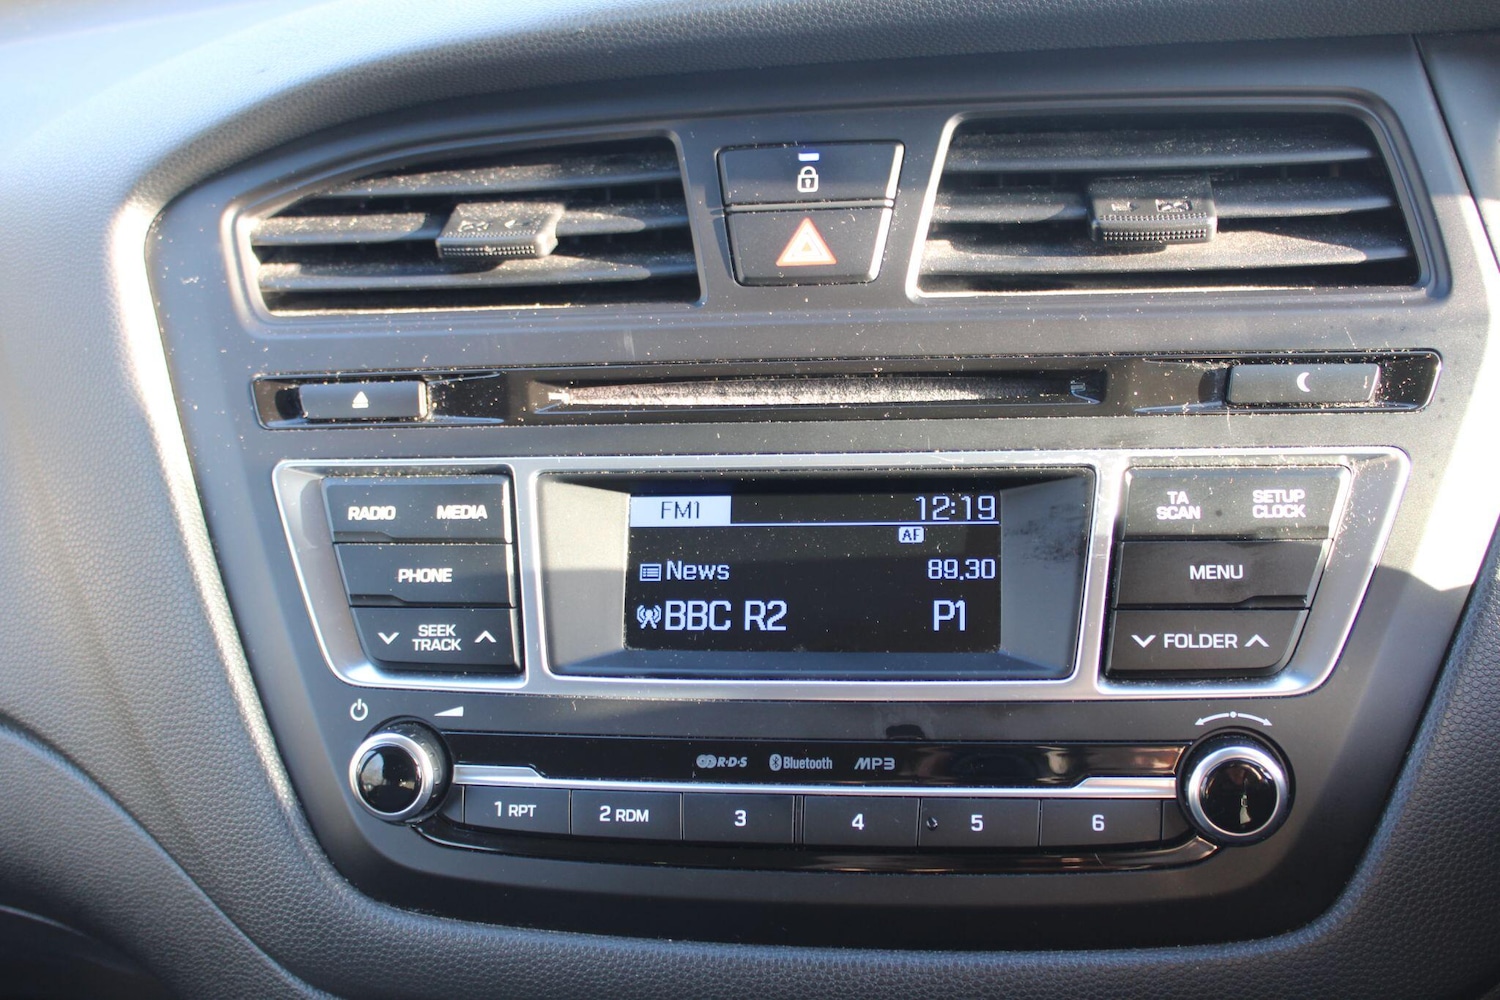 RADIO
MEDIA
PHONE
SEEK
TRACK
FM1
12:19
AF
News
89.30
BBC R2
P1
TA
SCAN
SETUP
CLOCK
MENU
FOLDER
R·D·S
Bluetooth
MP3
1 RPT
2 RDM
3
4
5
6